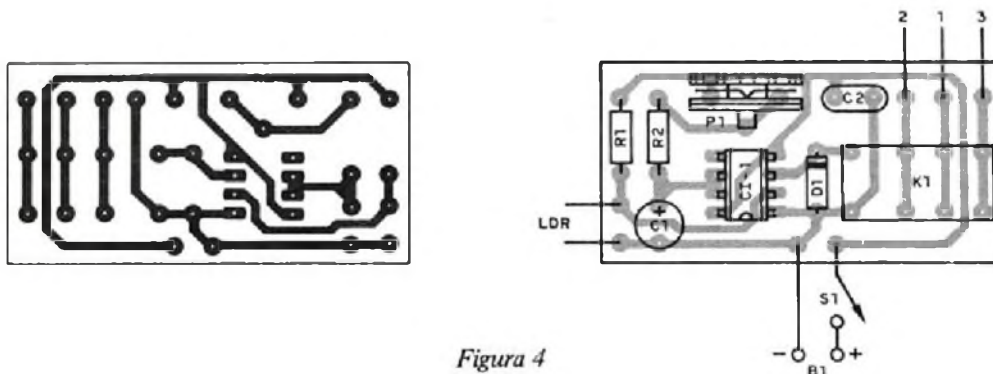 2 1 3
C2
P1
R1 R2
CI-1
D1
K1
LDR
+
C1
S1
- +
B1
Figura 4